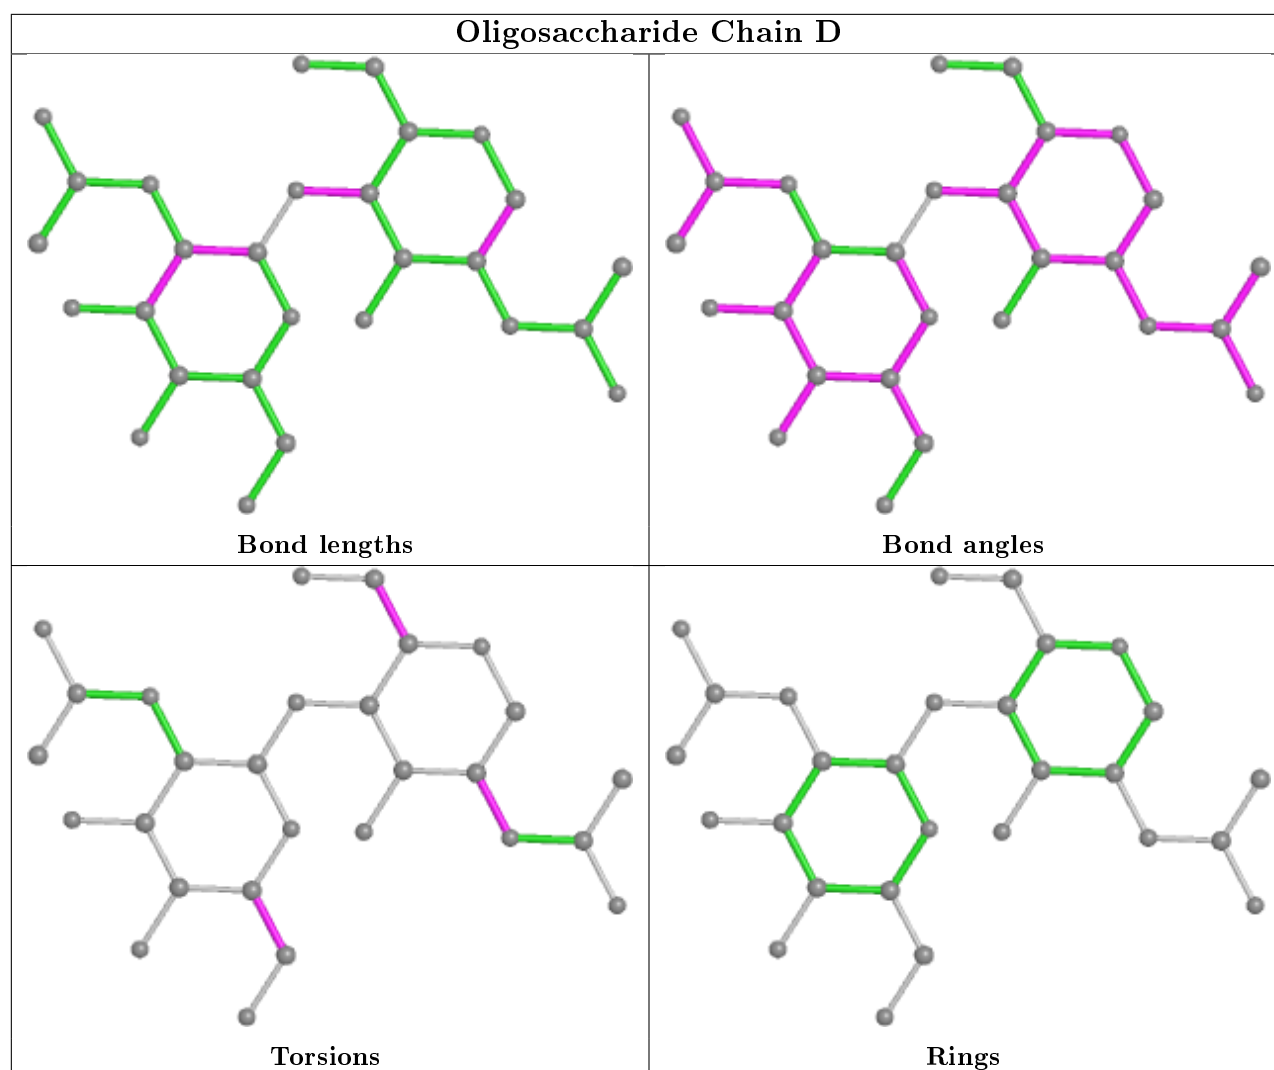 Oligosaccharide Chain D
Bond lengths
Bond angles
Torsions
Rings